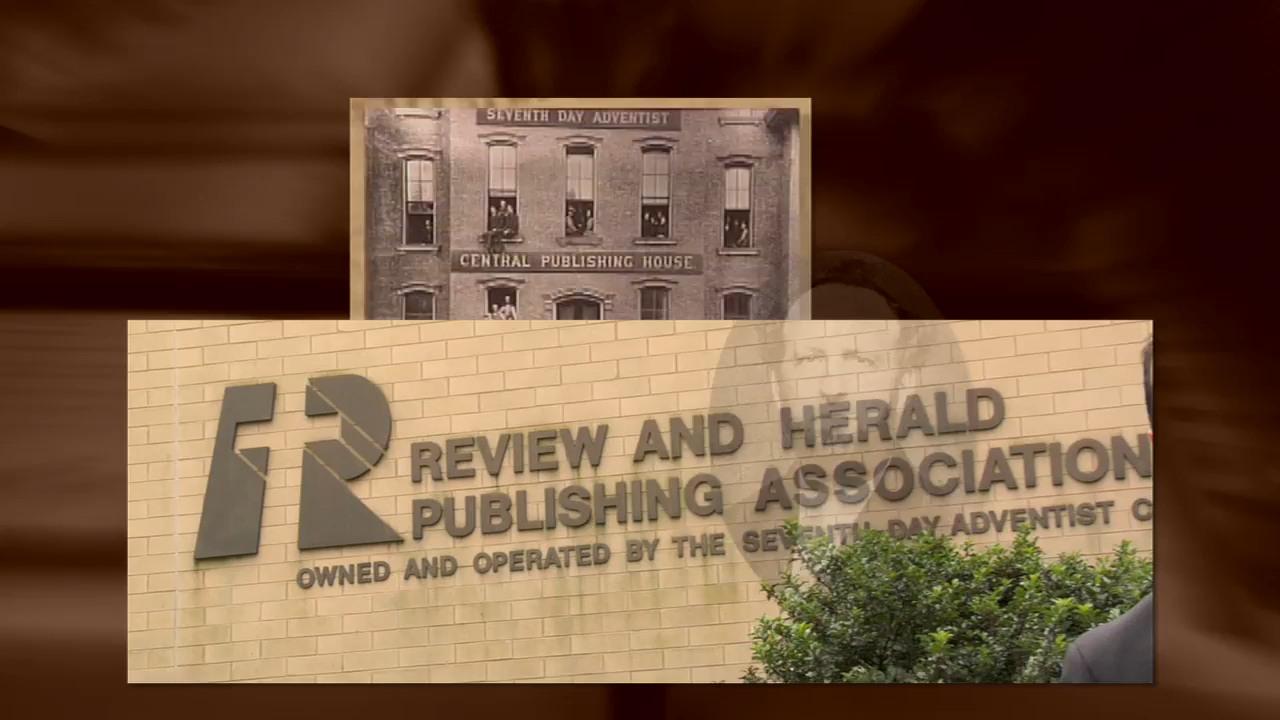 SEVENTH DAY ADVENTIST
CENTRAL PUBLISHING HOUSE
R
REVIEW AND HERALD
PUBLISHING ASSOCIATION
OWNED AND OPERATED BY THE SEVENTH-DAY ADVENTIST C